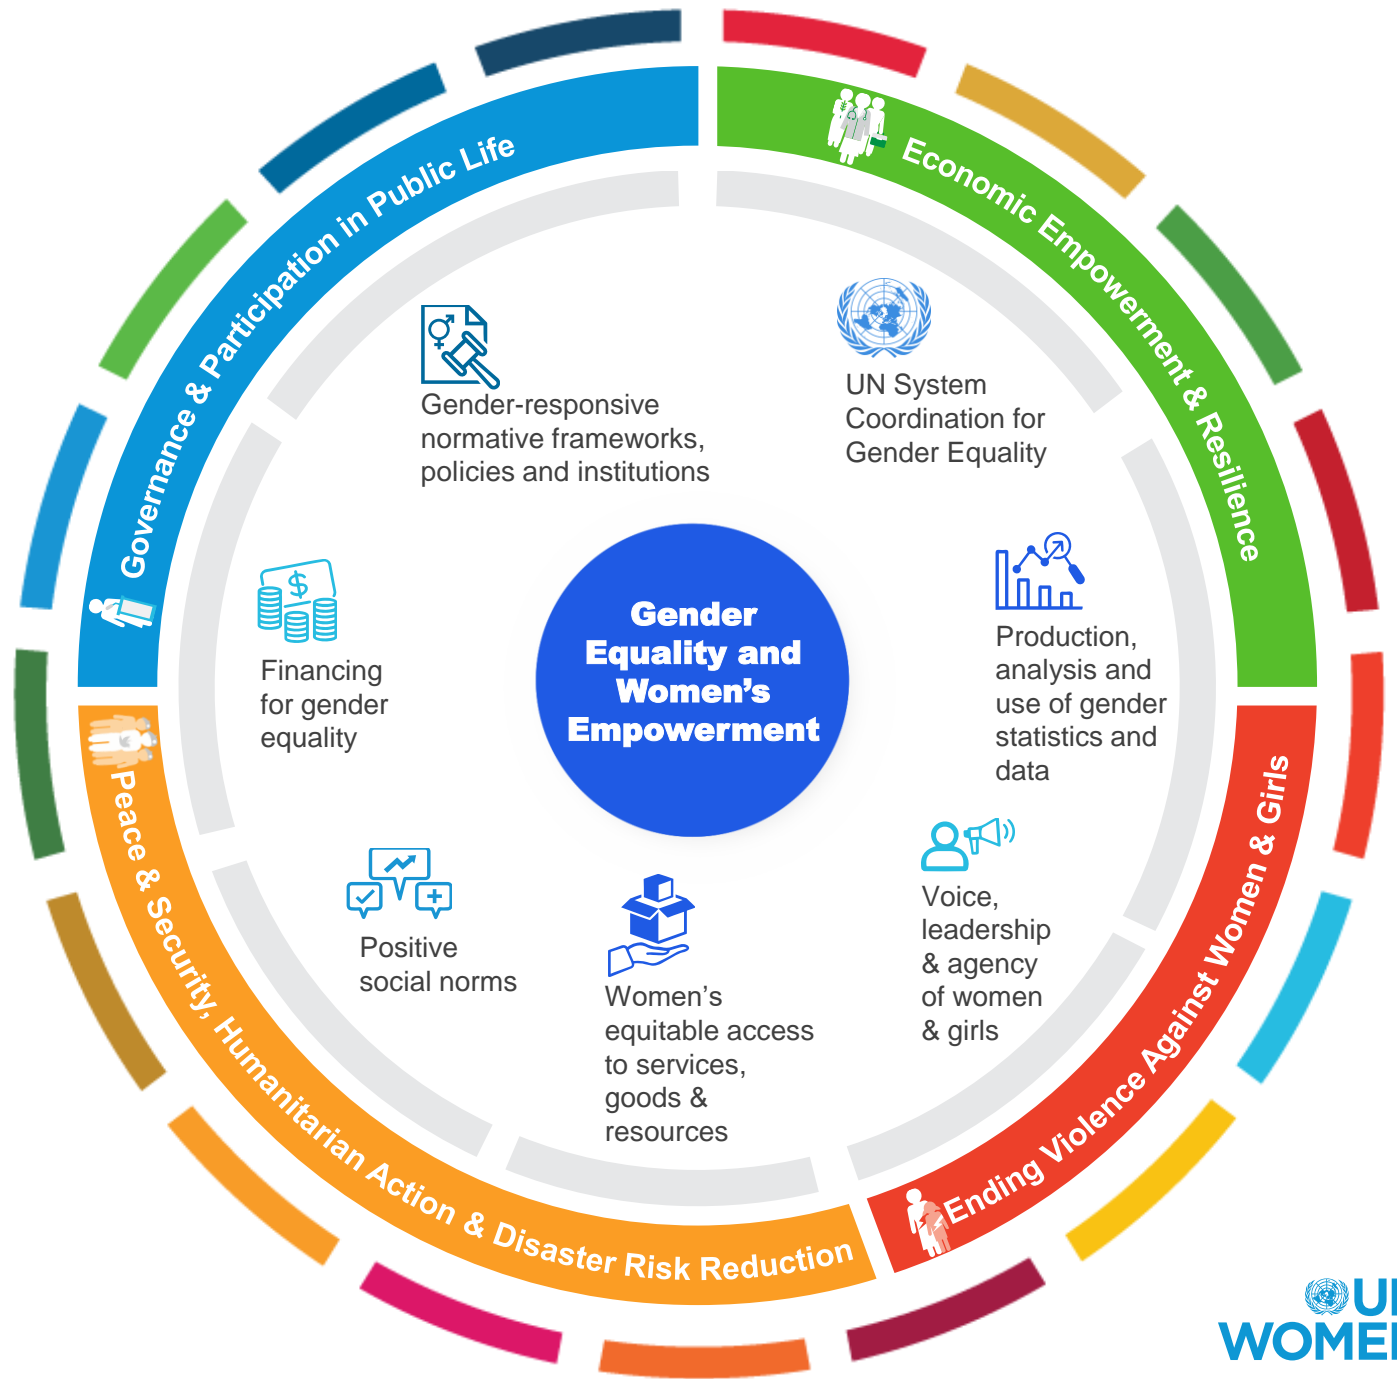 Governance & Participation in Public Life
Economic Empowerment & Resilience
Gender-responsive
normative frameworks,
policies and institutions
UN System
Coordination for
Gender Equality
Financing
for gender
equality
Gender
Equality and
Women’s
Empowerment
Production,
analysis and
use of gender
statistics and
data
Positive
social norms
Women’s
equitable access
to services,
goods &
resources
Voice,
leadership
& agency
of women
& girls
Peace & Security, Humanitarian Action & Disaster Risk Reduction
Ending Violence Against Women & Girls